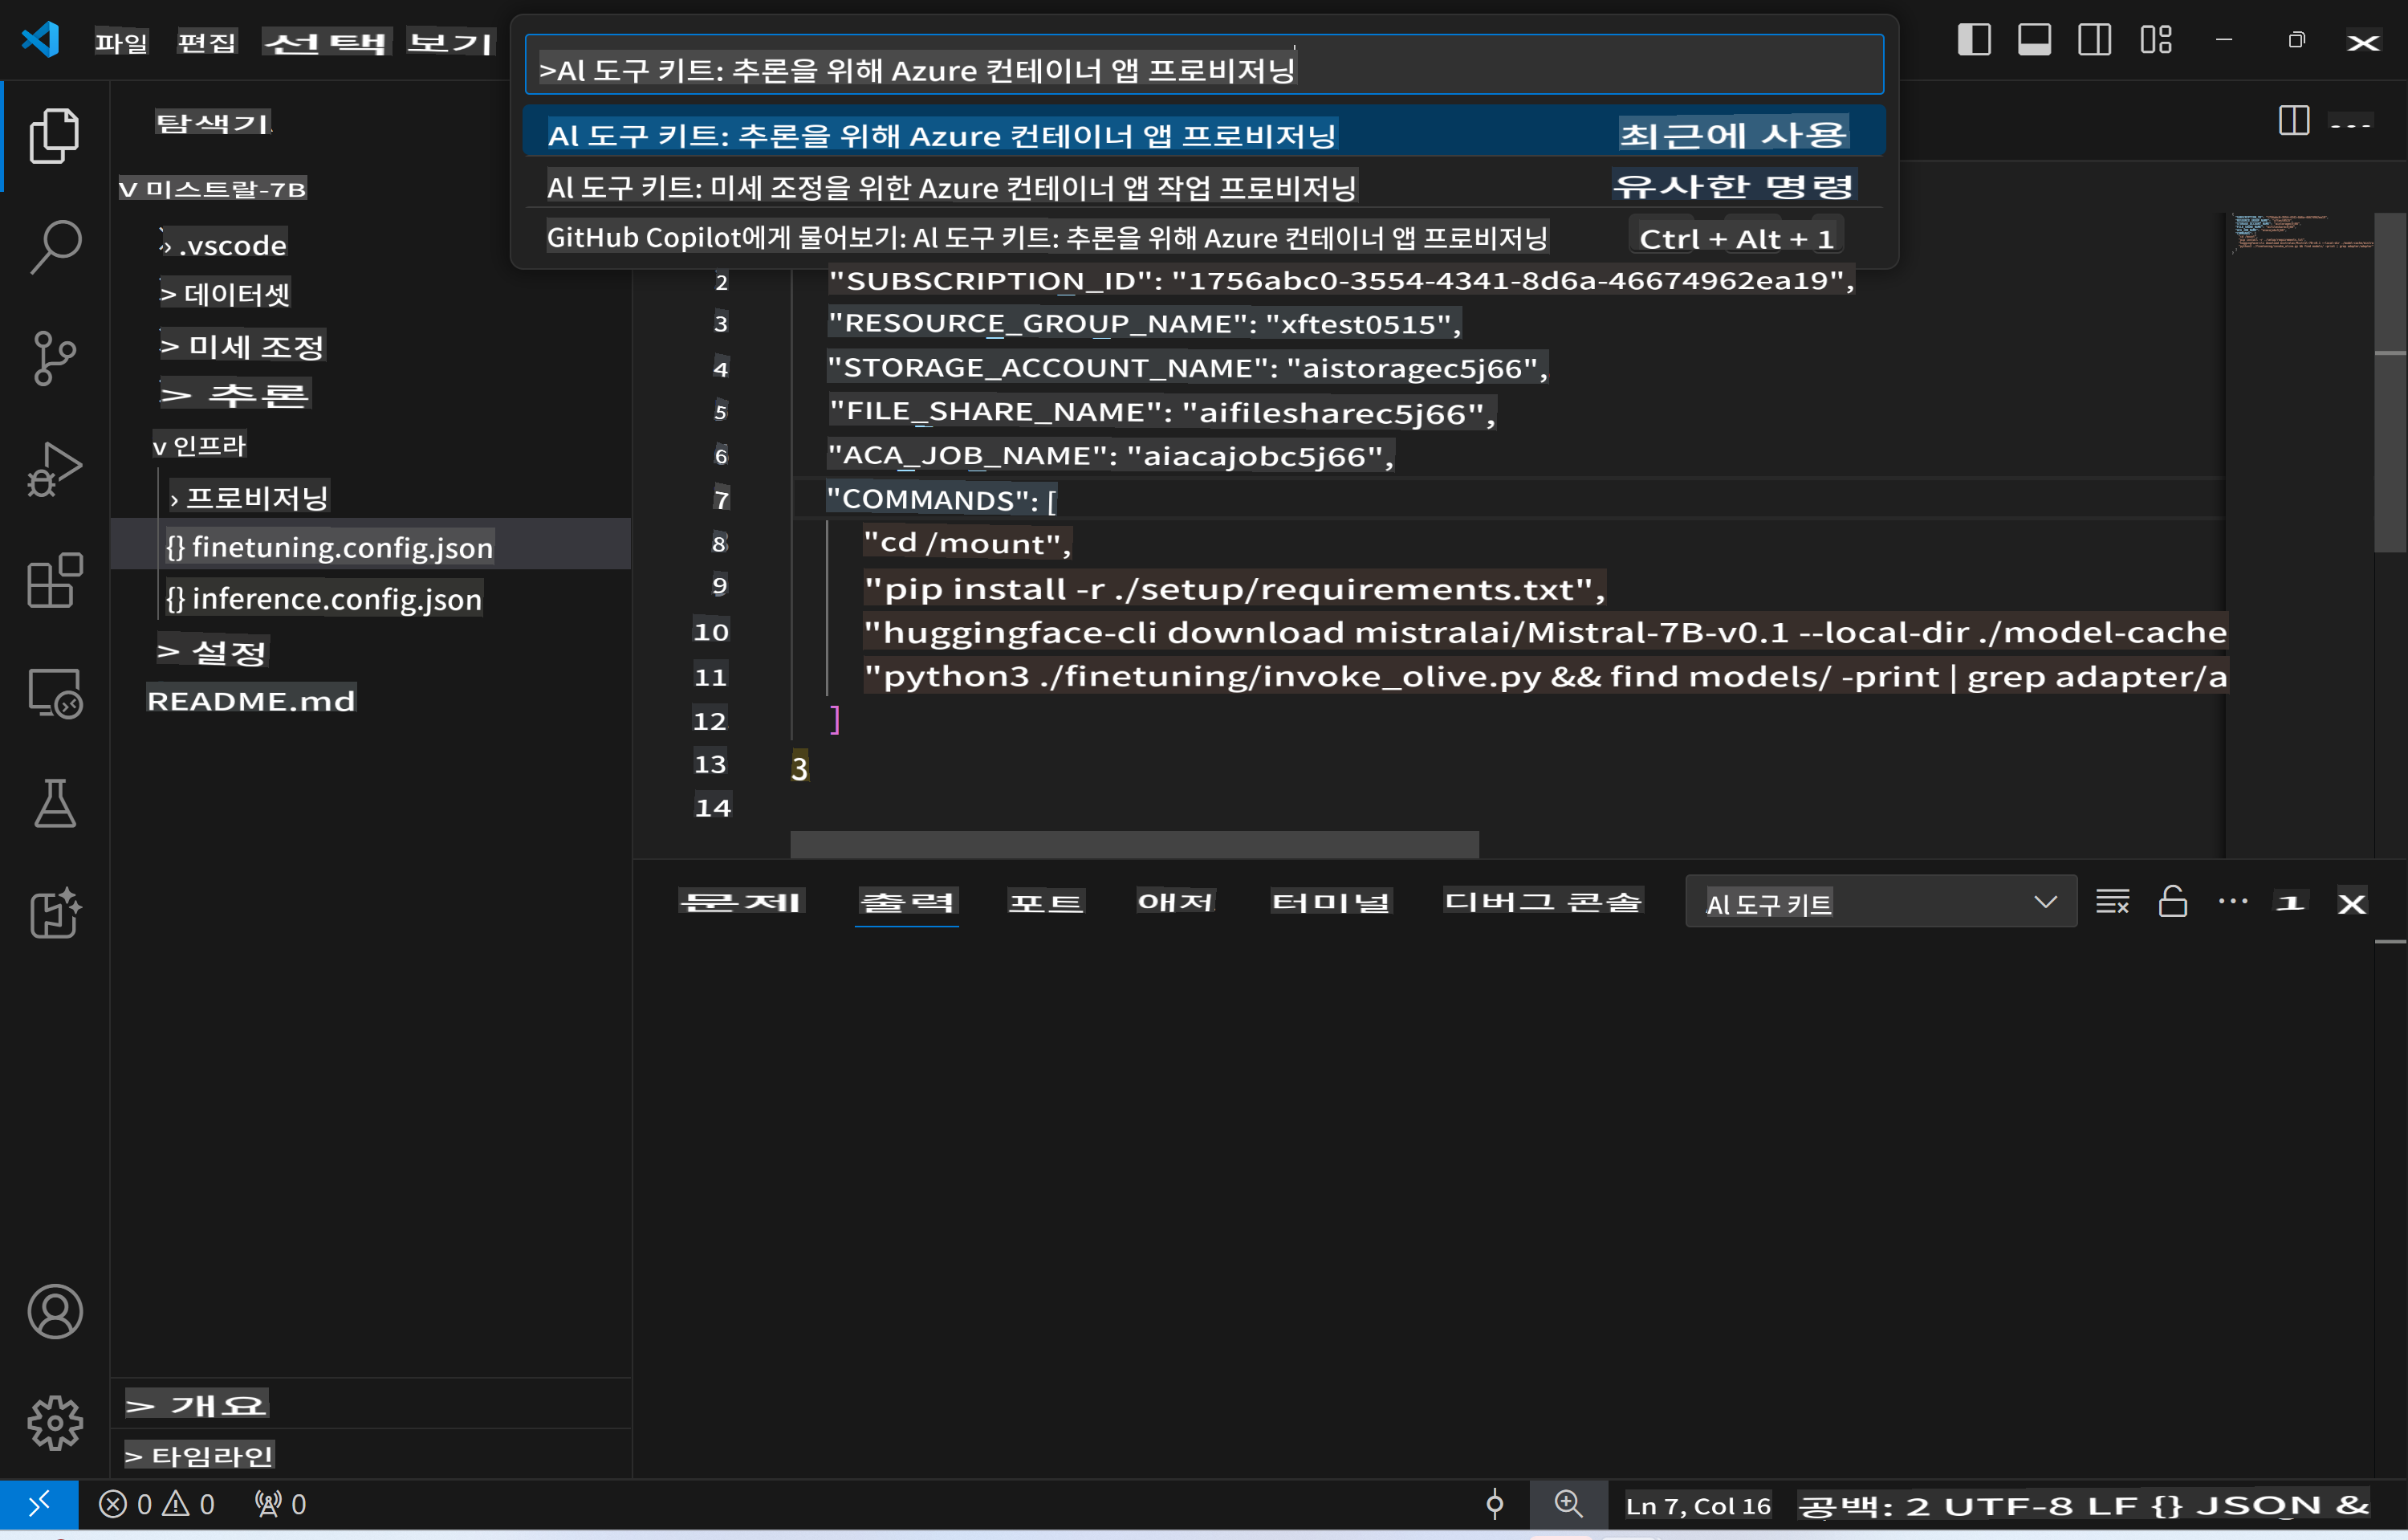 파일 편집 선택 보기
>Al 도구 키트: 추론을 위해 Azure 컨테이너 앱 프로비저닝
Al 도구 키트: 추론을 위해 Azure 컨테이너 앱 프로비저닝 최근에 사용
Al 도구 키트: 미세 조정을 위한 Azure 컨테이너 앱 작업 프로비저닝 유사한 명령
GitHub Copilot에게 물어보기: Al 도구 키트: 추론을 위해 Azure 컨테이너 앱 프로비저닝 Ctrl + Alt + 1
탐색기
V 미스트랄-7B
> .vscode
> 데이터셋
> 미세 조정
> 추론
v 인프라
> 프로비저닝
{} finetuning.config.json
{} inference.config.json
> 설정
README.md
> 개요
> 타임라인
2 "SUBSCRIPTION_ID": "1756abc0-3554-4341-8d6a-46674962ea19",
3 "RESOURCE_GROUP_NAME": "xftest0515",
4 "STORAGE_ACCOUNT_NAME": "aistoragec5j66",
5 "FILE_SHARE_NAME": "aifilesharec5j66",
6 "ACA_JOB_NAME": "aiacajobc5j66",
7 "COMMANDS": [
8 "cd /mount",
9 "pip install -r ./setup/requirements.txt",
10 "huggingface-cli download mistralai/Mistral-7B-v0.1 --local-dir ./model-cache
11 "python3 ./finetuning/invoke_olive.py && find models/ -print | grep adapter/a
12 ]
13 3
14
문제 출력 포트 애저 터미널 디버그 콘솔 Al 도구 키트 1 X
0 0 0 Ln 7, Col 16 공백: 2 UTF-8 LF {} JSON &